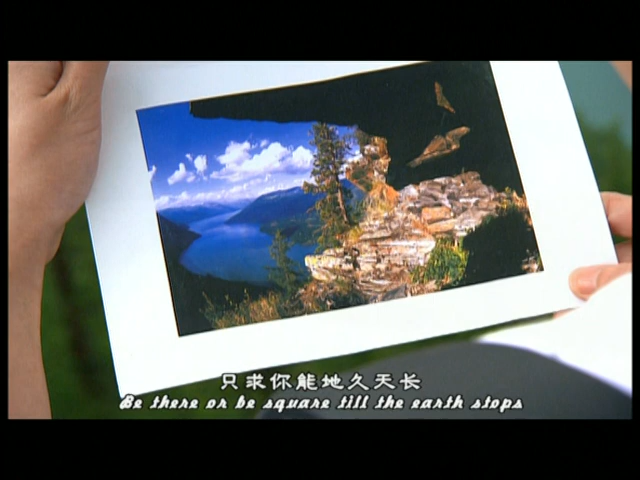 只求你能地久天长
Be there or be square till the earth stops